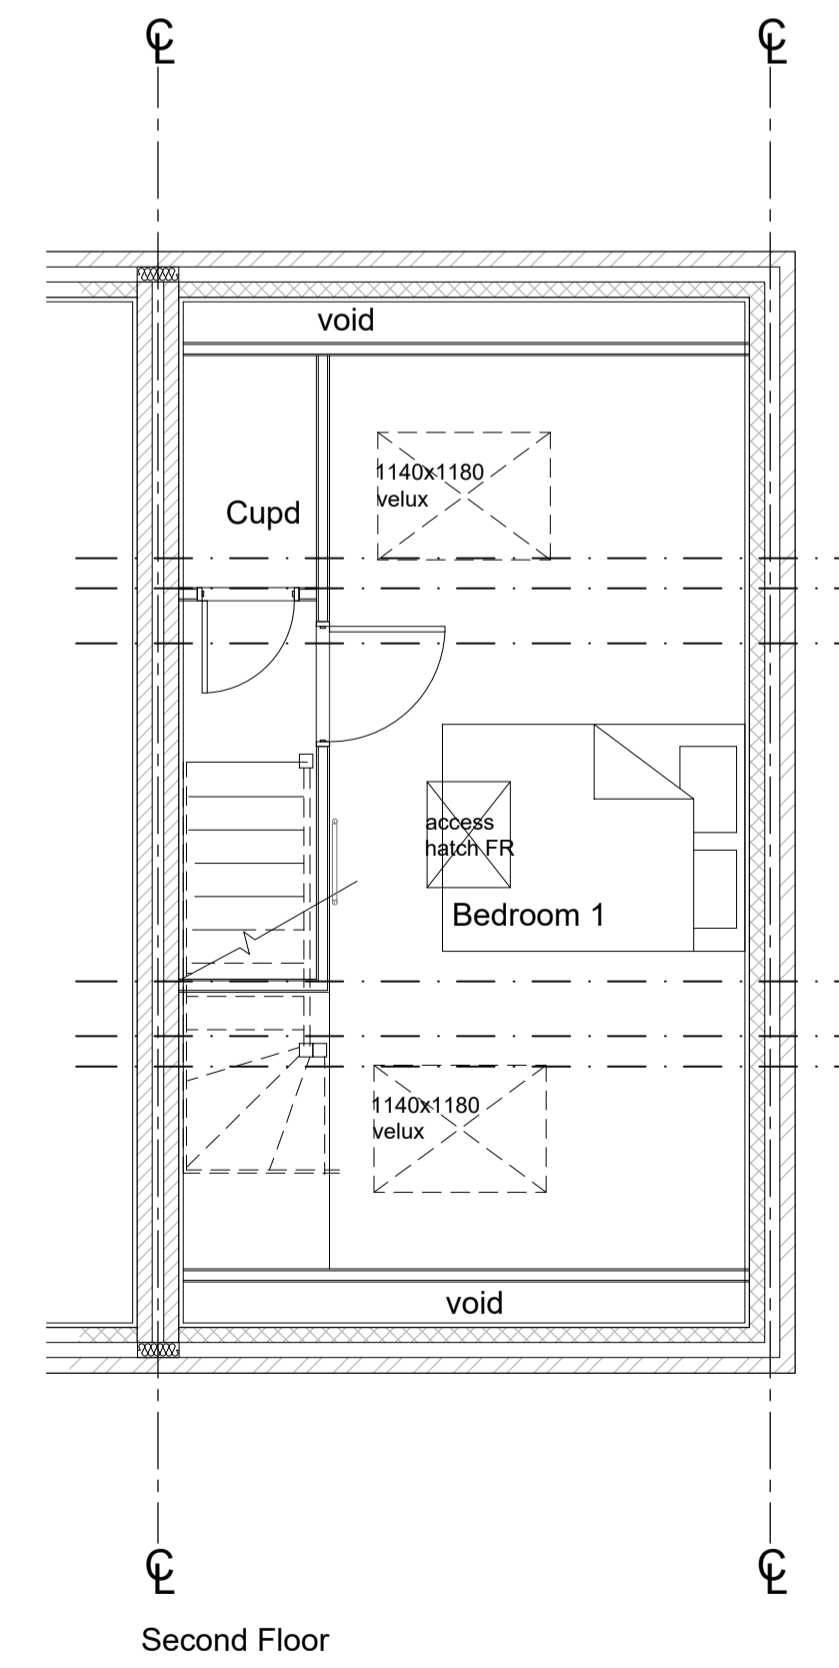 ℄ ℄
void
1140x1180
velux
Cupd
access
hatch FR
Bedroom 1
1140x1180
velux
void
℄ ℄
Second Floor